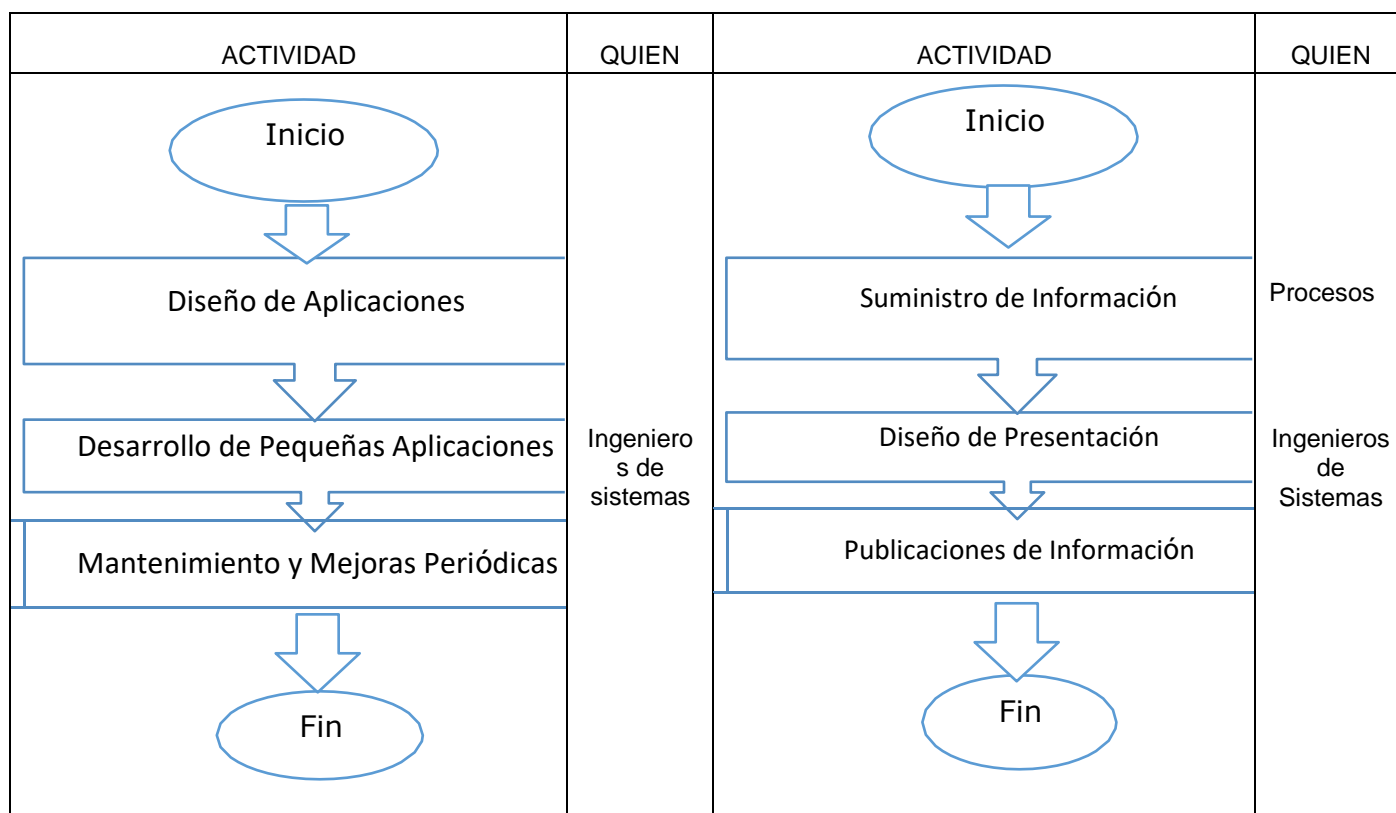 ACTIVIDAD
QUIEN
ACTIVIDAD
QUIEN
Inicio
Diseño de Aplicaciones
Desarrollo de Pequeñas Aplicaciones
Mantenimiento y Mejoras Periódicas
Fin
Ingeniero
s de
sistemas
Inicio
Suministro de Información
Diseño de Presentación
Publicaciones de Información
Fin
Procesos
Ingenieros
de
Sistemas